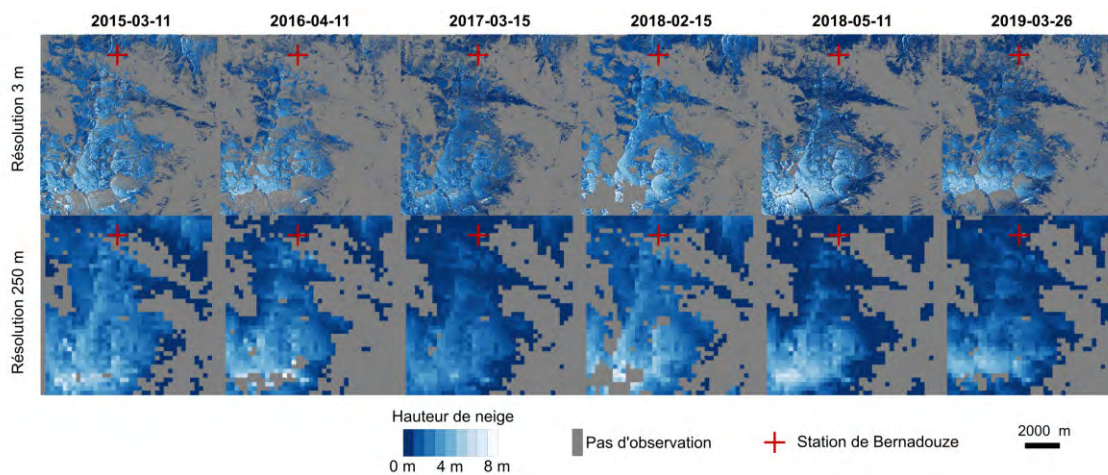 2015-03-11 2016-04-11 2017-03-15 2018-02-15 2018-05-11 2019-03-26
Résolution 3 m
Résolution 250 m
Hauteur de neige
0 m 4 m 8 m
Pas d'observation
Station de Bernadouze
2000 m